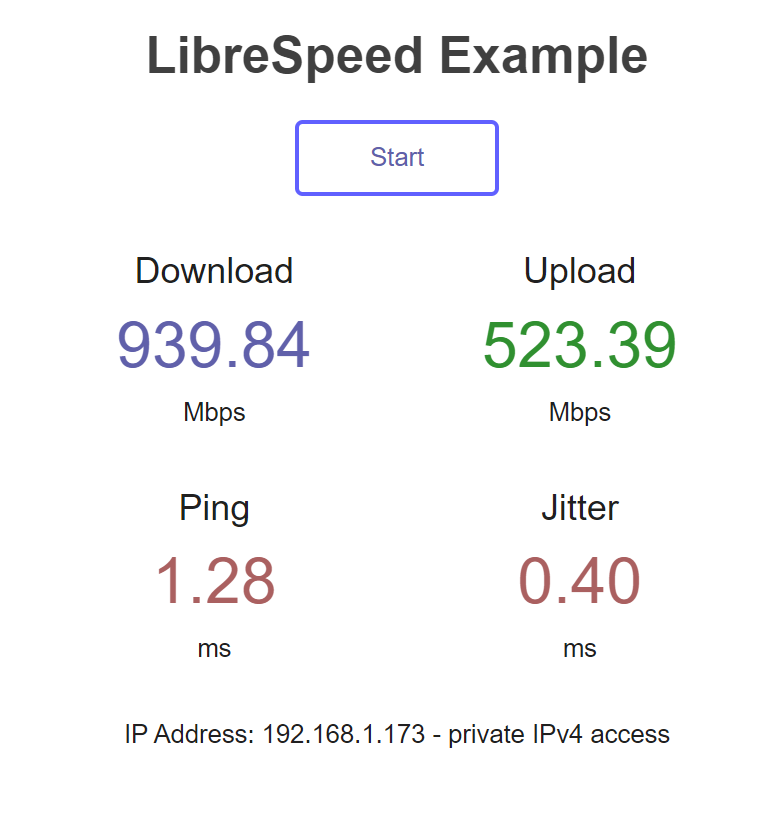 LibreSpeed Example
Start
Download
939.84
Mbps
Upload
523.39
Mbps
Ping
1.28
ms
Jitter
0.40
ms
IP Address: 192.168.1.173 - private IPv4 access